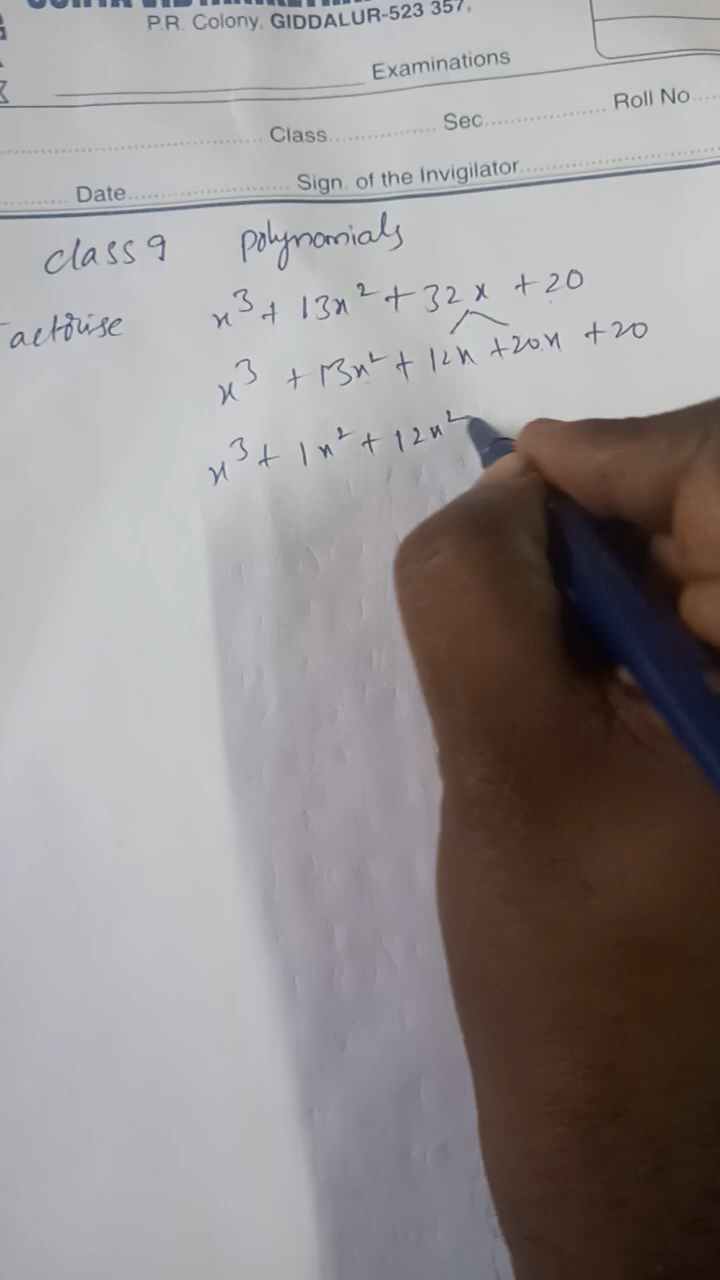 P.R. Colony, GIDDALUR-523 357,
Examinations
Class Sec Roll No
Date Sign. of the Invigilator
class 9 polynomials
actorise x³ + 13x² + 32x + 20
x³ + 13x² + 12x + 20x + 20
x³ + 1x² + 12x²